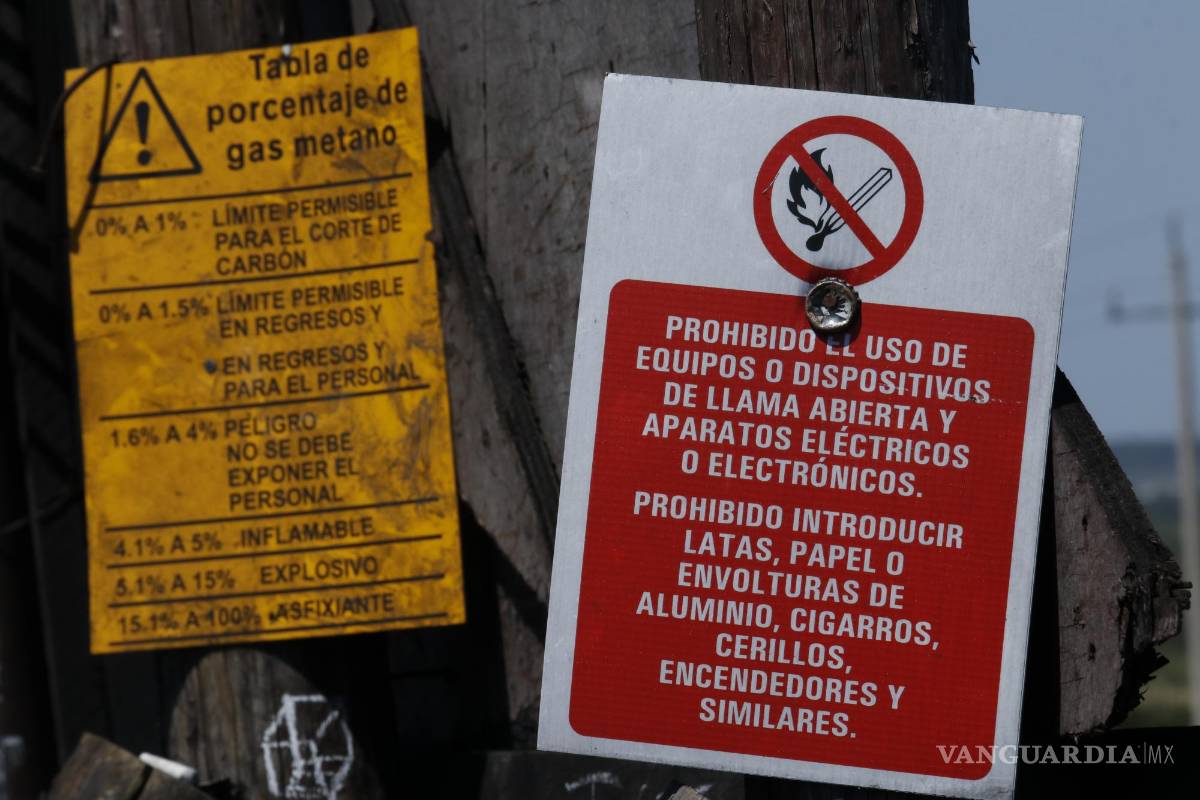 Tabla de
porcentaje de
gas metano
0% A 1% LÍMITE PERMISIBLE
PARA EL CORTE DE
CARBÓN
0% A 1.5% LÍMITE PERMISIBLE
EN REGRESOS Y
EN REGRESOS Y
PARA EL PERSONAL
1.6% A 4% PELIGRO
NO SE DEBE
EXPONER EL
PERSONAL
4.1% A 5% INFLAMABLE
5.1% A 15% EXPLOSIVO
15.1% A 100% ASFIXIANTE
PROHIBIDO EL USO DE
EQUIPOS O DISPOSITIVOS
DE LLAMA ABIERTA Y
APARATOS ELÉCTRICOS
O ELECTRÓNICOS.
PROHIBIDO INTRODUCIR
LATAS, PAPEL O
ENVOLTURAS DE
ALUMINIO, CIGARROS,
CERILLOS,
ENCENDEDORES Y
SIMILARES.
VANGUARDIA|MX